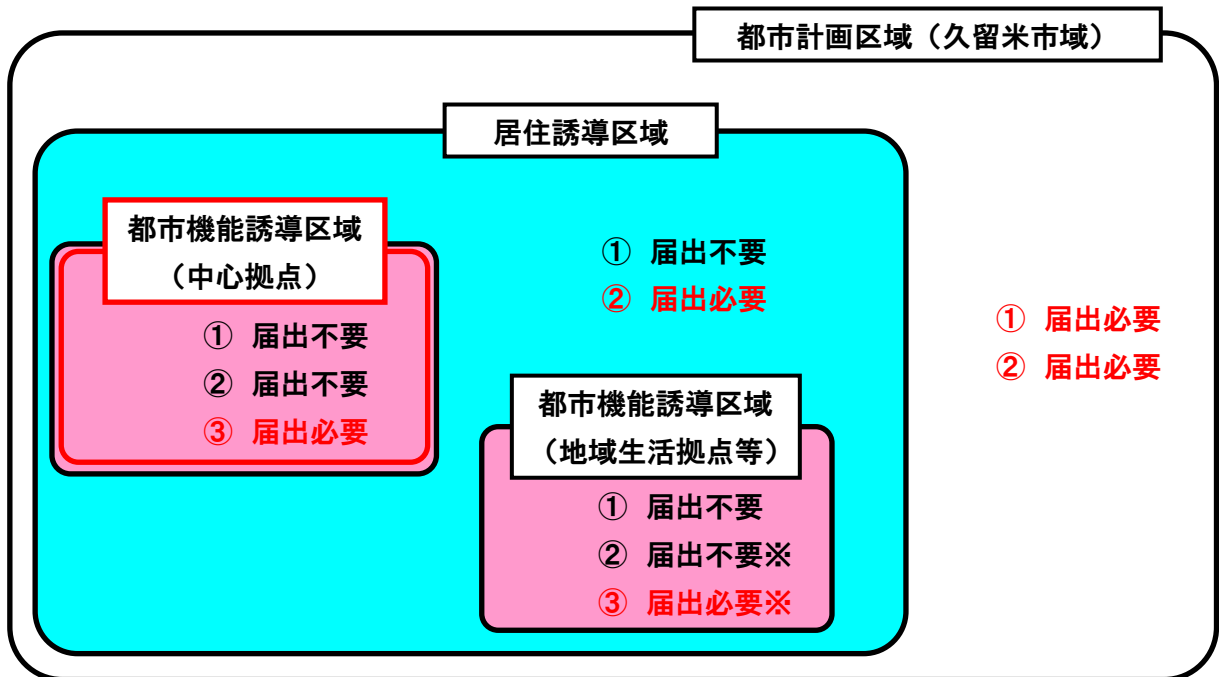 都市計画区域（久留米市域）
居住誘導区域
都市機能誘導区域
（中心拠点）
① 届出不要
② 届出不要
③ 届出必要
① 届出不要
② 届出必要
都市機能誘導区域
（地域生活拠点等）
① 届出不要
② 届出不要※
③ 届出必要※
① 届出必要
② 届出必要